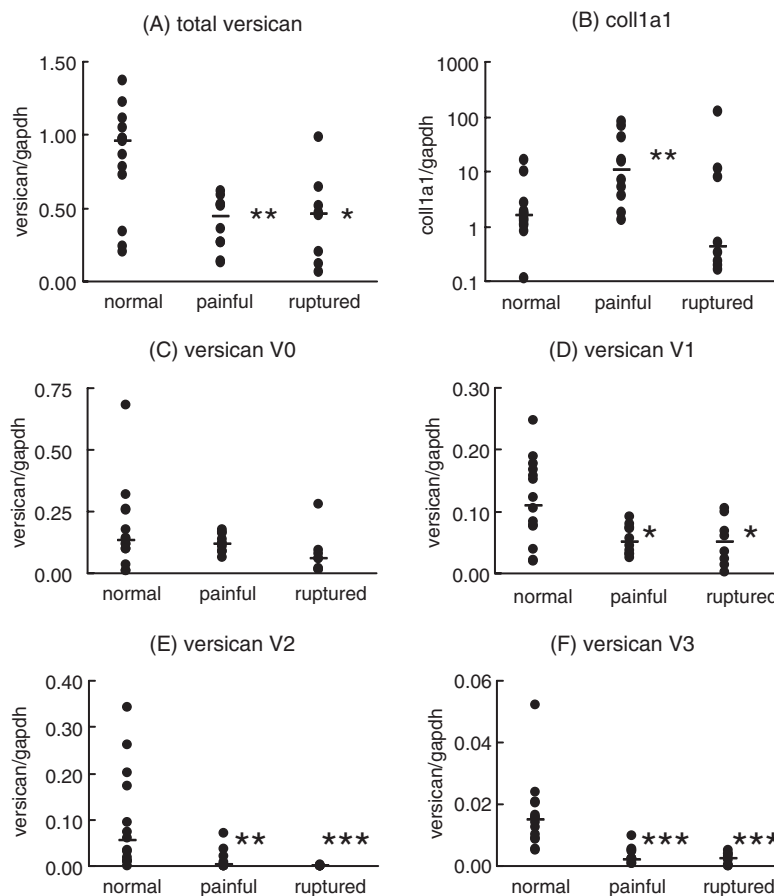 (A) total versican
(B) coll1a1
1.50
1.00
0.50
0.00
versican/gapdh
**
*
normal painful ruptured
1000
100
10
1
0.1
coll1a1/gapdh
**
normal painful ruptured
(C) versican V0
(D) versican V1
0.75
0.50
0.25
0.00
versican/gapdh
normal painful ruptured
0.30
0.20
0.10
0.00
versican/gapdh
*
*
normal painful ruptured
(E) versican V2
(F) versican V3
0.40
0.30
0.20
0.10
0.00
versican/gapdh
**
***
normal painful ruptured
0.06
0.04
0.02
0.00
versican/gapdh
***
***
normal painful ruptured